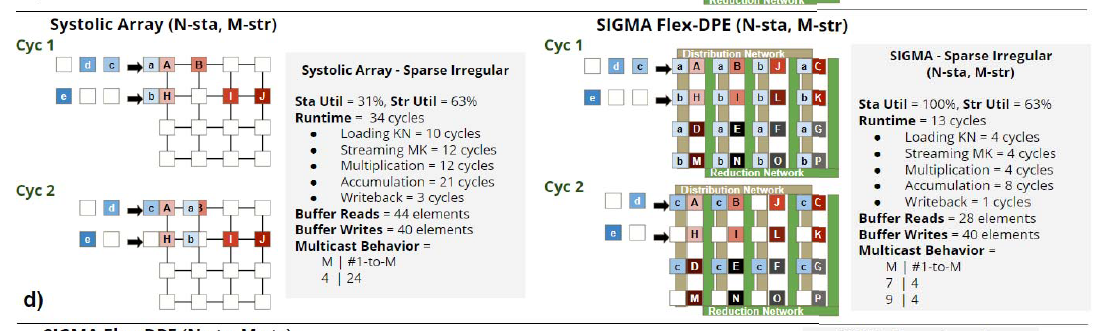 Reduction Network
Systolic Array (N-sta, M-str)
Cyc 1
d c a A B
e b H I J
Cyc 2
d c A a B
e H b I J
Systolic Array - Sparse Irregular
Sta Util = 31%, Str Util = 63%
Runtime = 34 cycles
● Loading KN = 10 cycles
● Streaming MK = 12 cycles
● Multiplication = 12 cycles
● Accumulation = 21 cycles
● Writeback = 3 cycles
Buffer Reads = 44 elements
Buffer Writes = 40 elements
Multicast Behavior =
M | #1-to-M
4 | 24
d)
SIGMA Flex-DPE (N-sta, M-str)
Cyc 1
Distribution Network
d c a A a B a J a C
e b H b I b L b K
a D a E a F a G
b M b N b O b P
Reduction Network
Cyc 2
Distribution Network
d c A c B J c C
e H I L K
c D c E c F c G
M N O P
Reduction Network
SIGMA - Sparse Irregular
(N-sta, M-str)
Sta Util = 100%, Str Util = 63%
Runtime = 13 cycles
● Loading KN = 4 cycles
● Streaming MK = 4 cycles
● Multiplication = 4 cycles
● Accumulation = 8 cycles
● Writeback = 1 cycles
Buffer Reads = 28 elements
Buffer Writes = 40 elements
Multicast Behavior =
M | #1-to-M
7 | 4
9 | 4